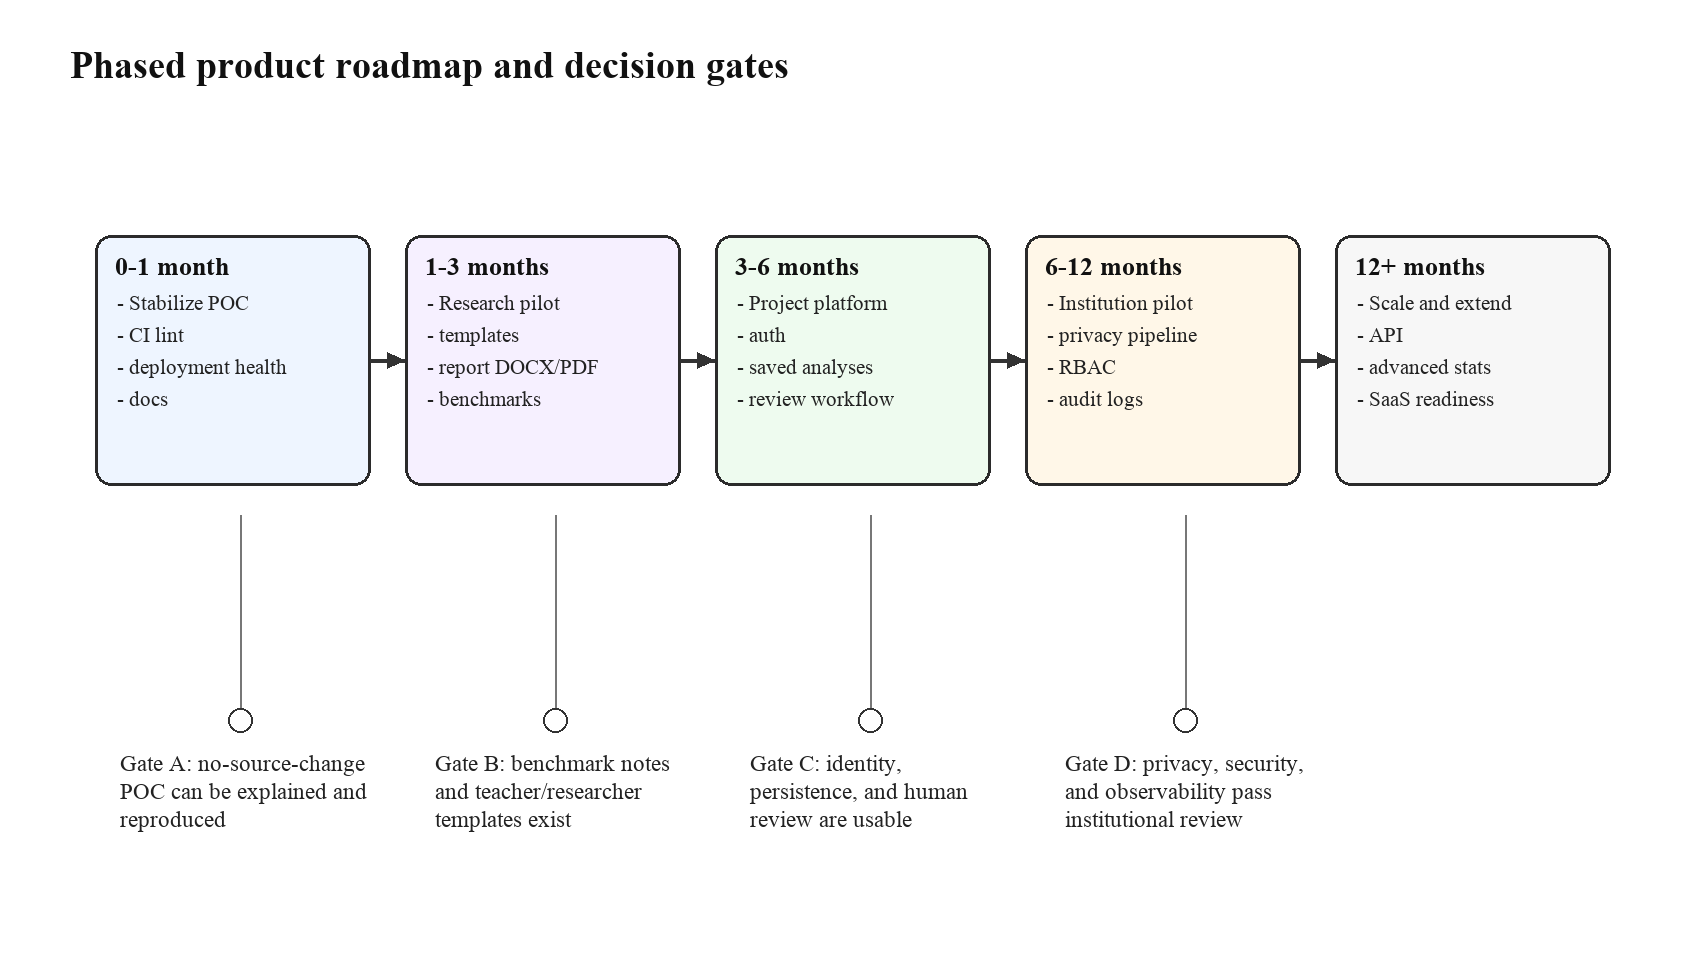 Phased product roadmap and decision gates
0-1 month
- Stabilize POC
- CI lint
- deployment health
- docs
1-3 months
- Research pilot
- templates
- report DOCX/PDF
- benchmarks
3-6 months
- Project platform
- auth
- saved analyses
- review workflow
6-12 months
- Institution pilot
- privacy pipeline
- RBAC
- audit logs
12+ months
- Scale and extend
- API
- advanced stats
- SaaS readiness
Gate A: no-source-change
POC can be explained and
reproduced
Gate B: benchmark notes
and teacher/researcher
templates exist
Gate C: identity,
persistence, and human
review are usable
Gate D: privacy, security,
and observability pass
institutional review